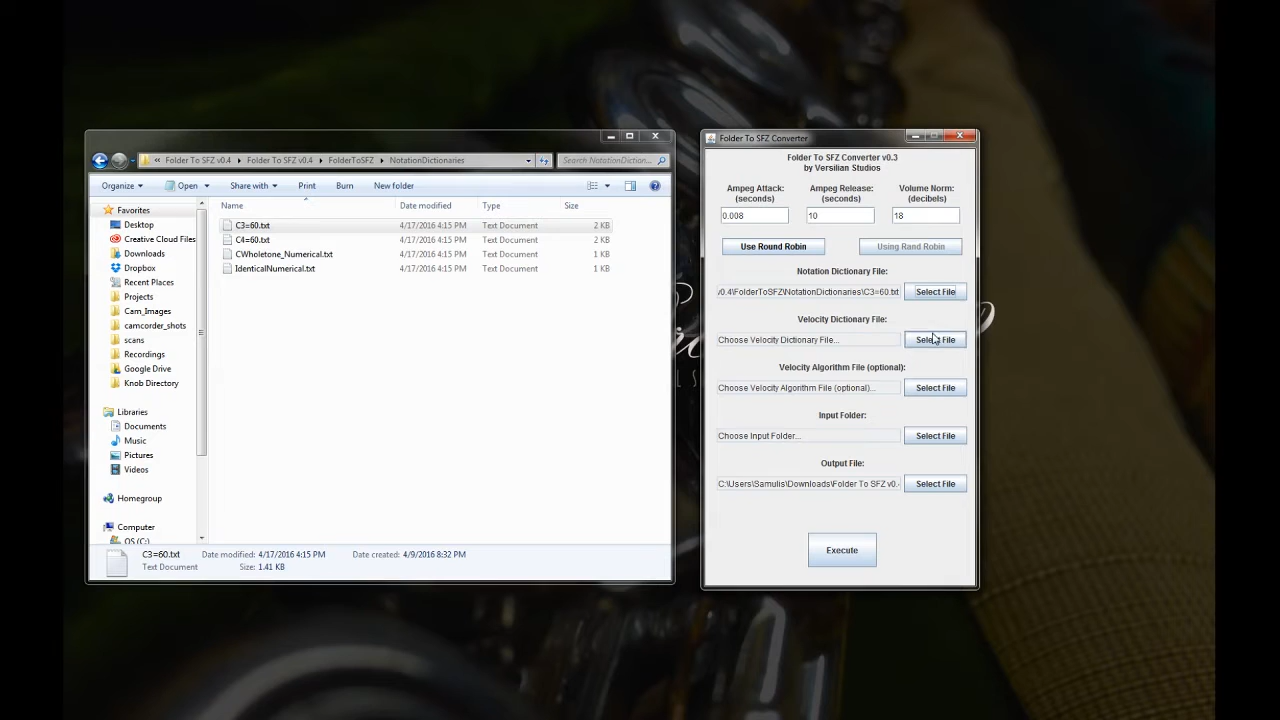 Folder To SFZ v0.4
Folder To SFZ v0.4
FolderToSFZ
NotationDictionaries
Search NotationDiction...
Organize
Open
Share with
Print
Burn
New folder
Name
Date modified
Type
Size
C3=60.txt
4/17/2016 4:15 PM
Text Document
2 KB
C4=60.txt
4/17/2016 4:15 PM
Text Document
2 KB
CWholetone_Numerical.txt
4/17/2016 4:15 PM
Text Document
1 KB
IdenticalNumerical.txt
4/17/2016 4:15 PM
Text Document
1 KB
Favorites
Desktop
Creative Cloud Files
Downloads
Dropbox
Recent Places
Projects
Cam_Images
camcorder_shots
scans
Recordings
Google Drive
Knob Directory
Libraries
Documents
Music
Pictures
Videos
Homegroup
Computer
OS (C:)
C3=60.txt
Date modified: 4/17/2016 4:15 PM
Date created: 4/9/2016 8:32 PM
Text Document
Size: 1.41 KB
Folder To SFZ Converter
Folder To SFZ Converter v0.3
by Versilian Studios
Ampeg Attack:
(seconds)
Ampeg Release:
(seconds)
Volume Norm:
(decibels)
0.008
10
18
Use Round Robin
Using Rand Robin
Notation Dictionary File:
v0.4\FolderToSFZ\NotationDictionaries\C3=60.txt
Select File
Velocity Dictionary File:
Choose Velocity Dictionary File...
Select File
Velocity Algorithm File (optional):
Choose Velocity Algorithm File (optional)...
Select File
Input Folder:
Choose Input Folder...
Select File
Output File:
C:\Users\Samulis\Downloads\Folder To SFZ v0.
Select File
Execute